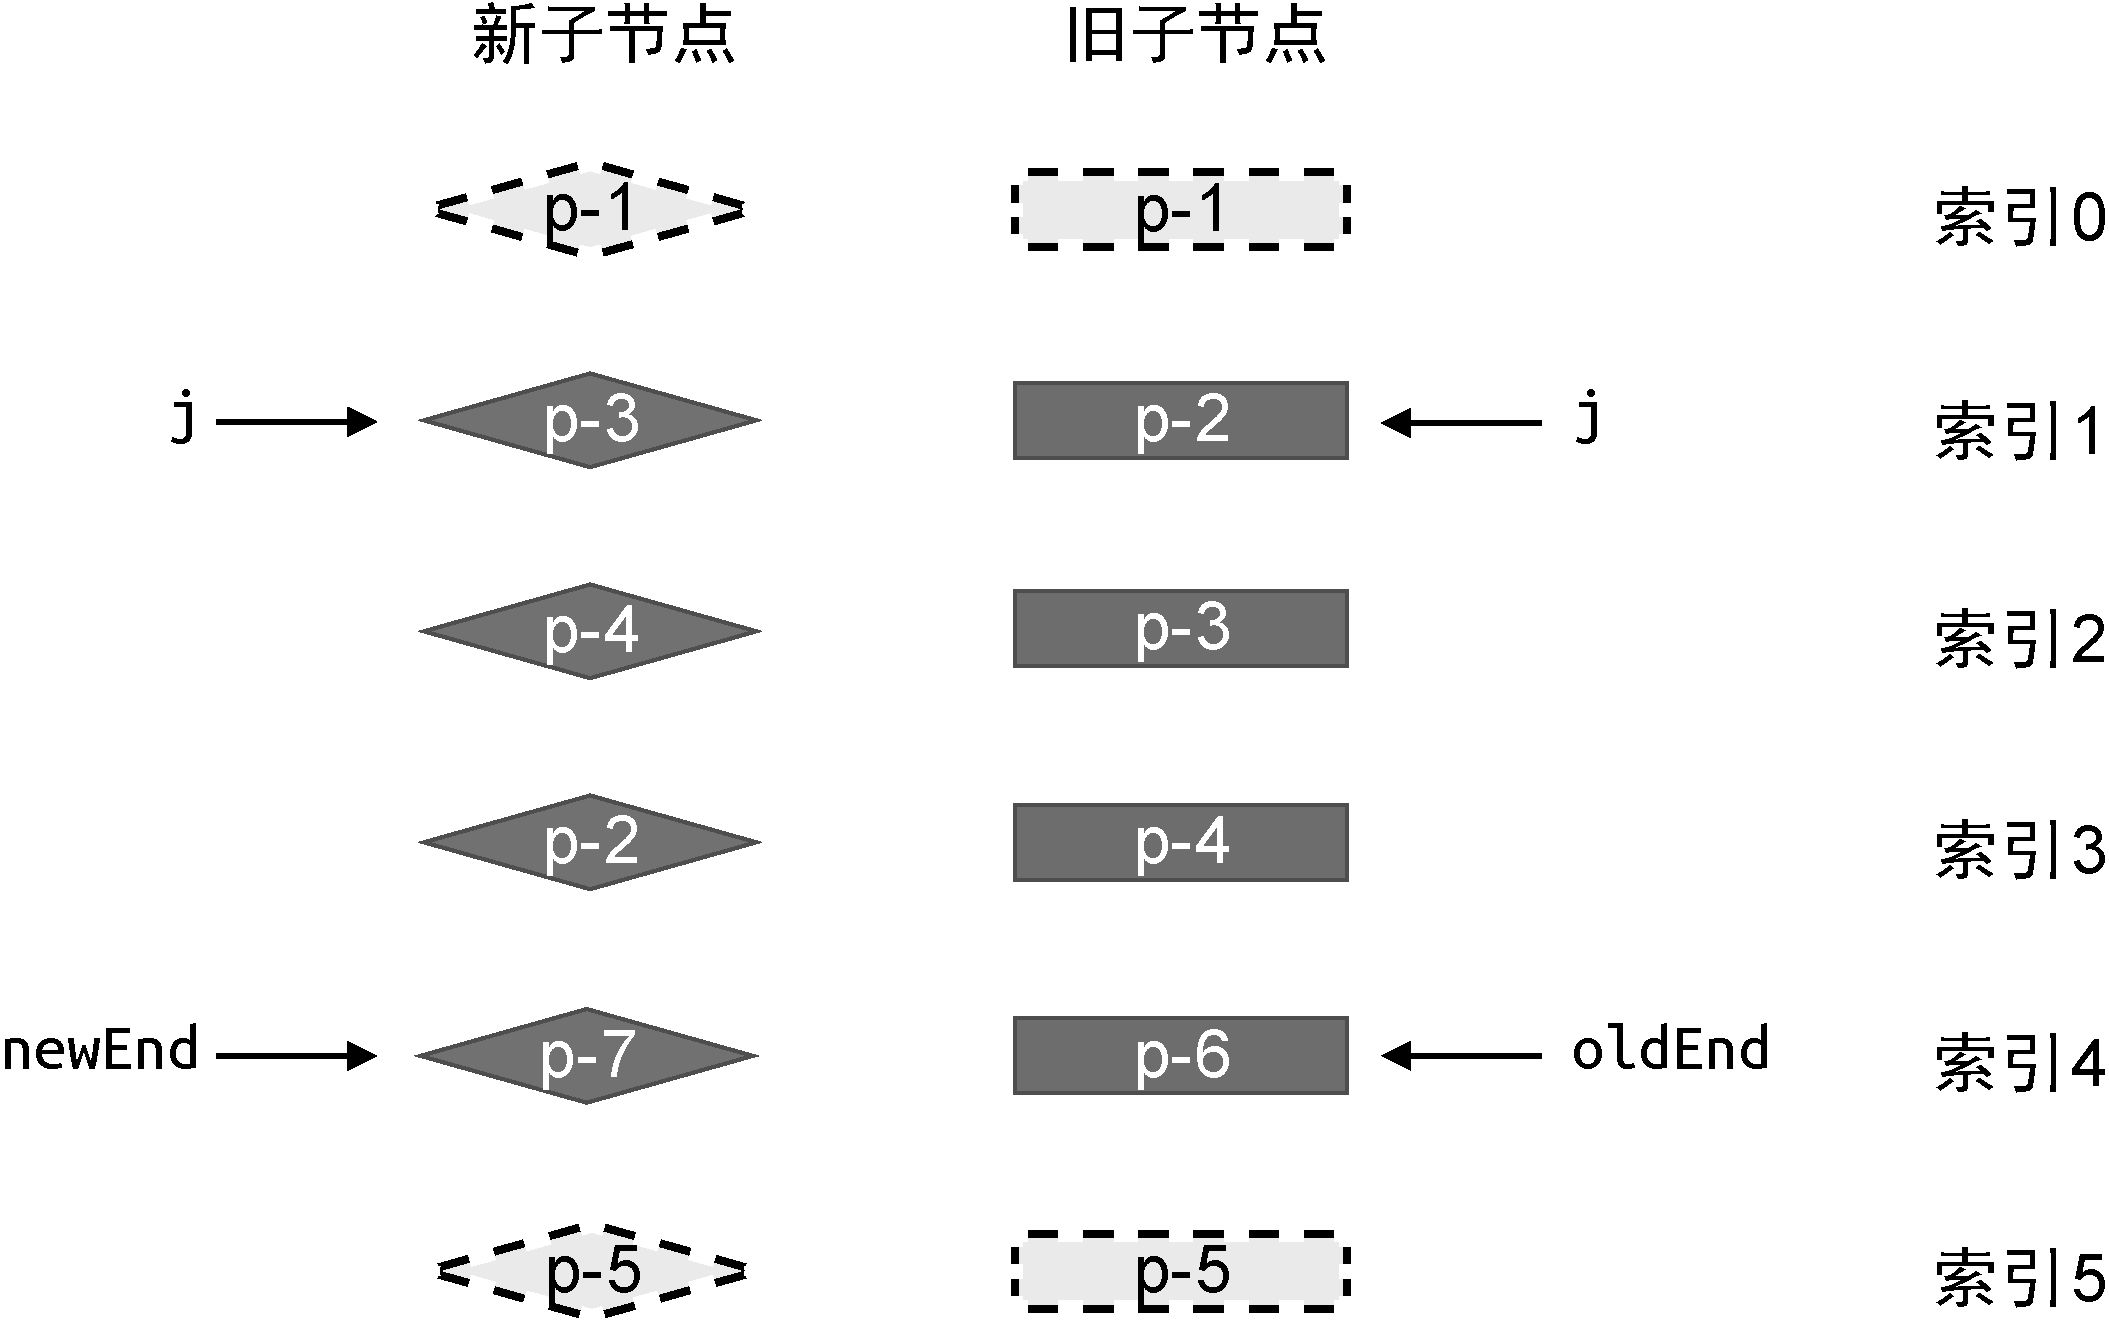 新子节点 旧子节点
p-1 p-1 索引0
j p-3 p-2 j 索引1
p-4 p-3 索引2
p-2 p-4 索引3
newEnd p-7 p-6 oldEnd 索引4
p-5 p-5 索引5